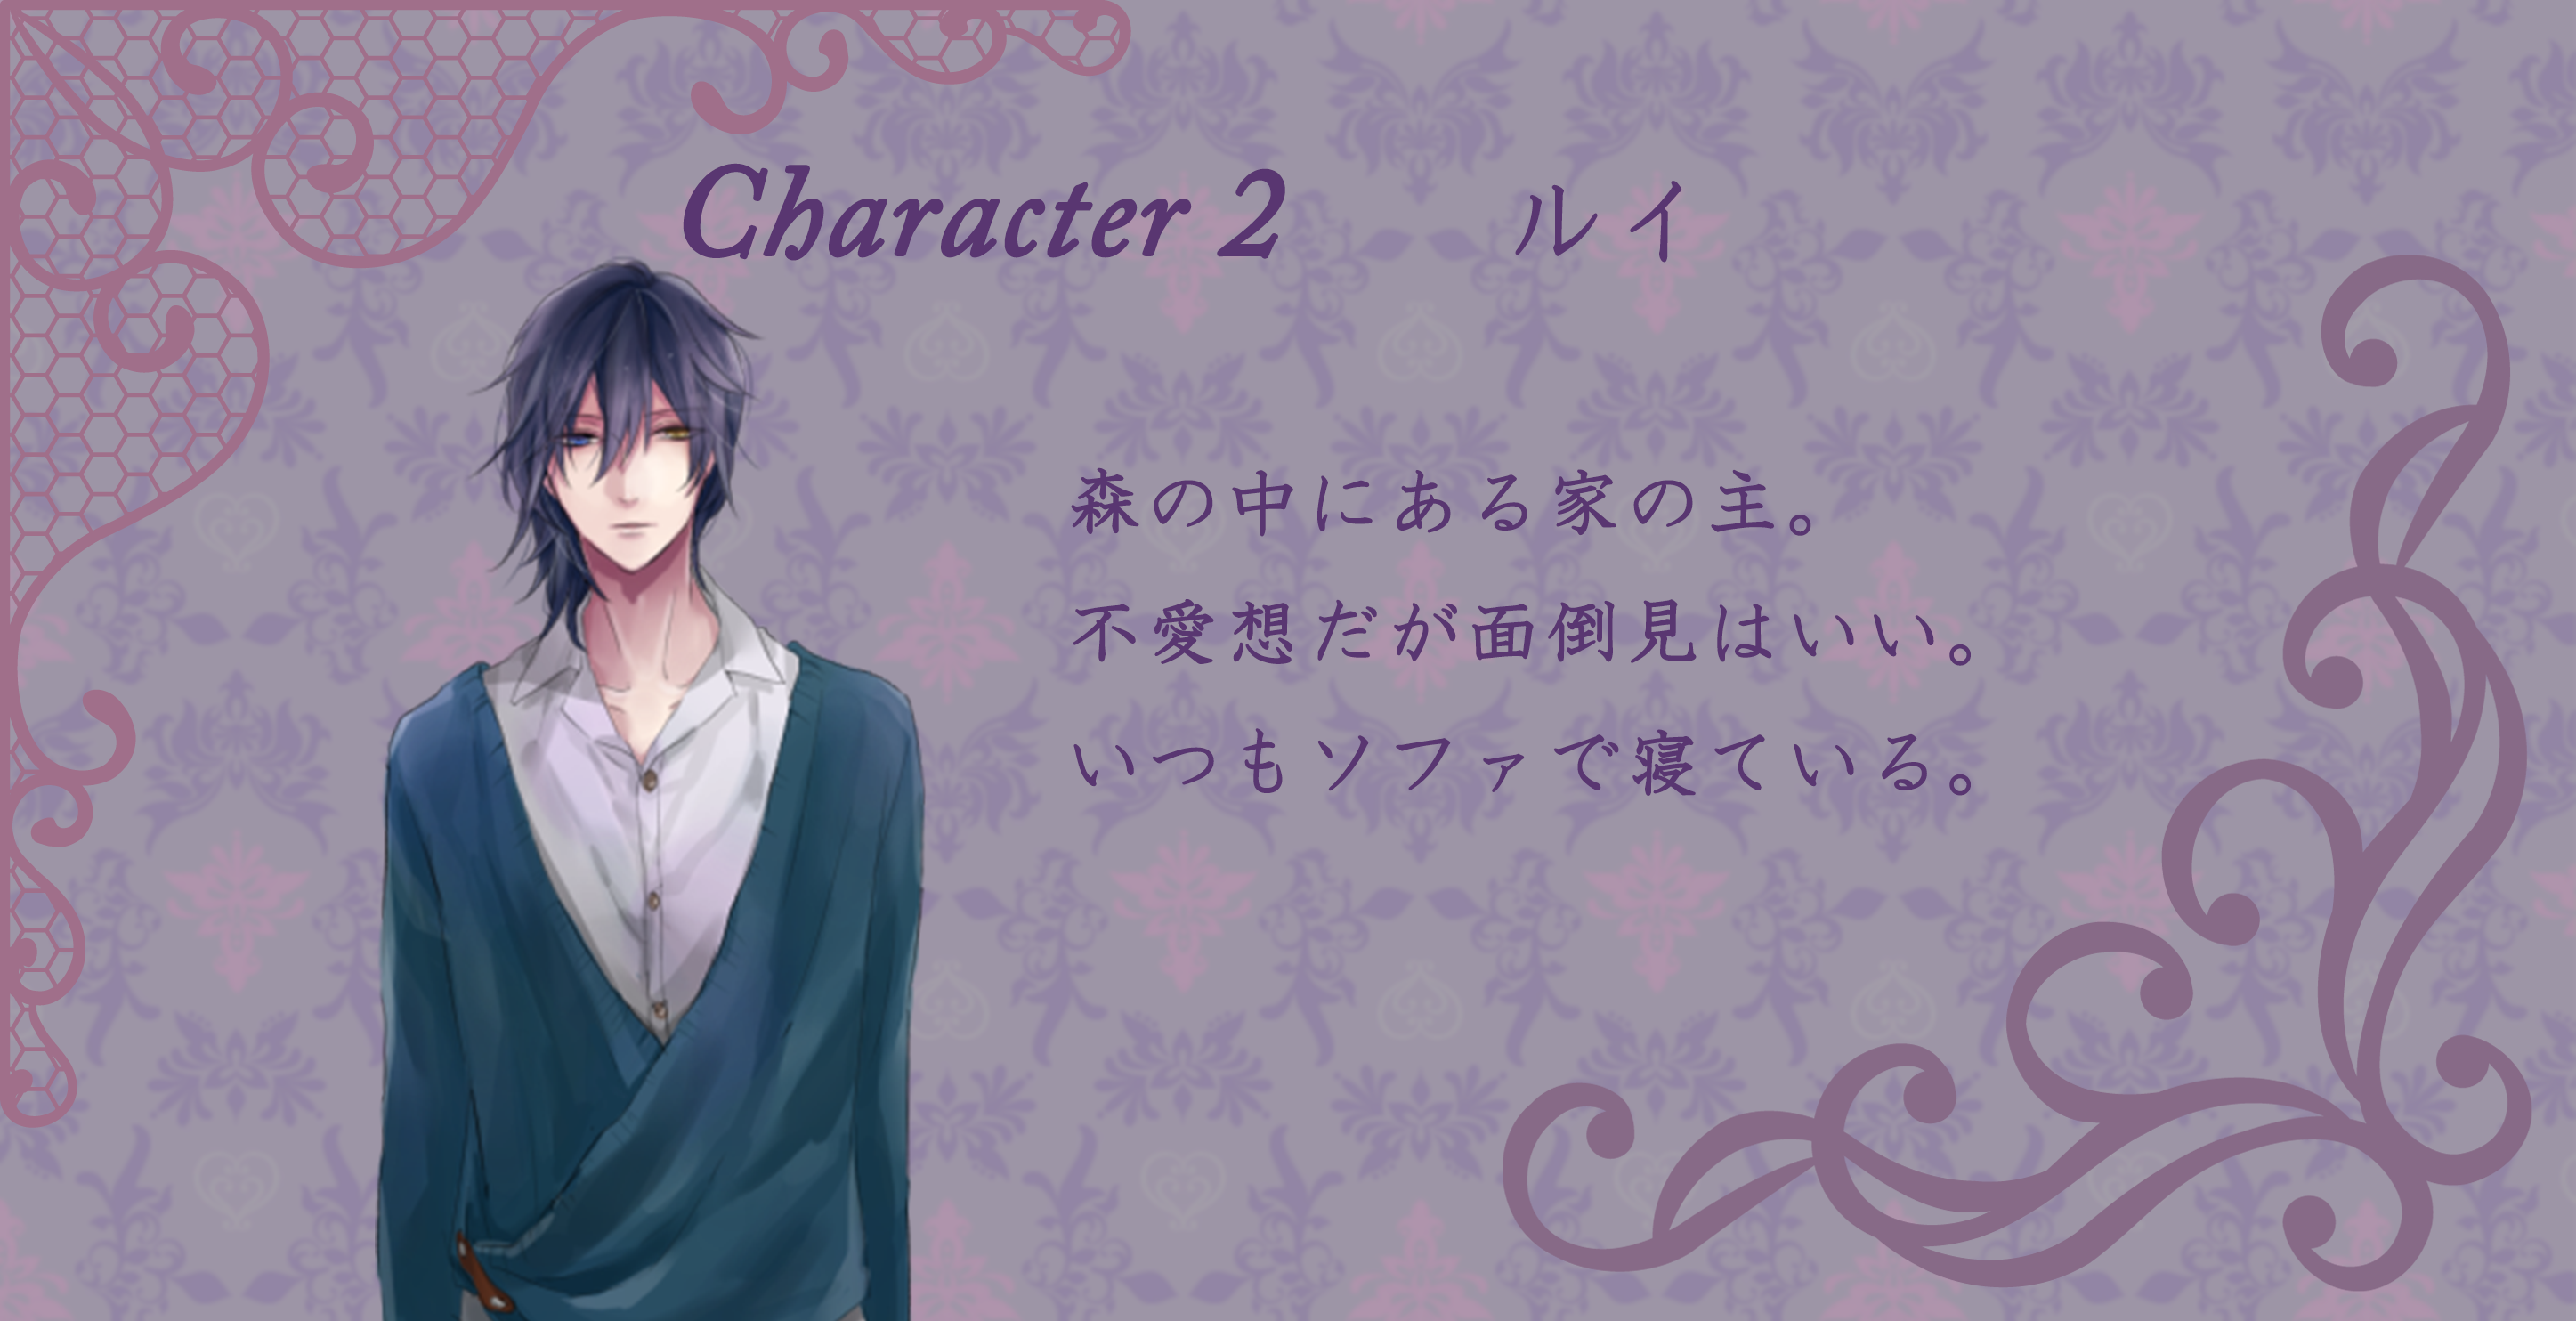 Character 2　ルイ
森の中にある家の主。
不愛想だが面倒見はいい。
いつもソファで寝ている。